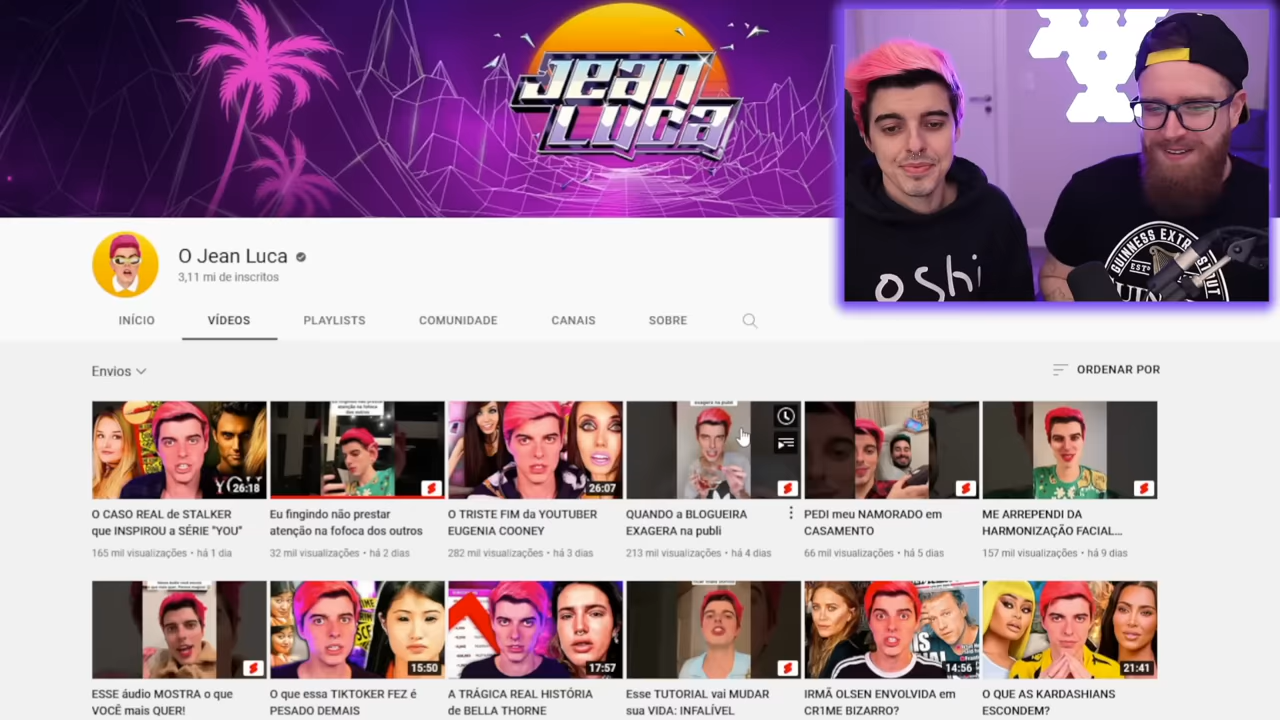 Jean
Luca
GUINNESS EXTR
EST
oshi
O Jean Luca
3,11 mi de inscritos
INÍCIO
VÍDEOS
PLAYLISTS
COMUNIDADE
CANAIS
SOBRE
Envios
ORDENAR POR
YOU
26:18
26:07
O CASO REAL de STALKER
que INSPIROU a SÉRIE "YOU"
165 mil visualizações • há 1 dia
Eu fingindo não prestar
atenção na fofoca dos outros
32 mil visualizações • há 2 dias
O TRISTE FIM da YOUTUBER
EUGENIA COONEY
282 mil visualizações • há 3 dias
QUANDO a BLOGUEIRA
EXAGERA na publi
213 mil visualizações • há 4 dias
PEDI meu NAMORADO em
CASAMENTO
66 mil visualizações • há 5 dias
ME ARREPENDI DA
HARMONIZAÇÃO FACIAL...
157 mil visualizações • há 9 dias
15:50
17:57
14:56
21:41
ESSE áudio MOSTRA o que
VOCÊ mais QUER!
O que essa TIKTOKER FEZ é
PESADO DEMAIS
A TRÁGICA REAL HISTÓRIA
de BELLA THORNE
Esse TUTORIAL vai MUDAR
sua VIDA: INFALÍVEL
IRMÃ OLSEN ENVOLVIDA em
CR1ME BIZARRO?
O QUE AS KARDASHIANS
ESCONDEM?